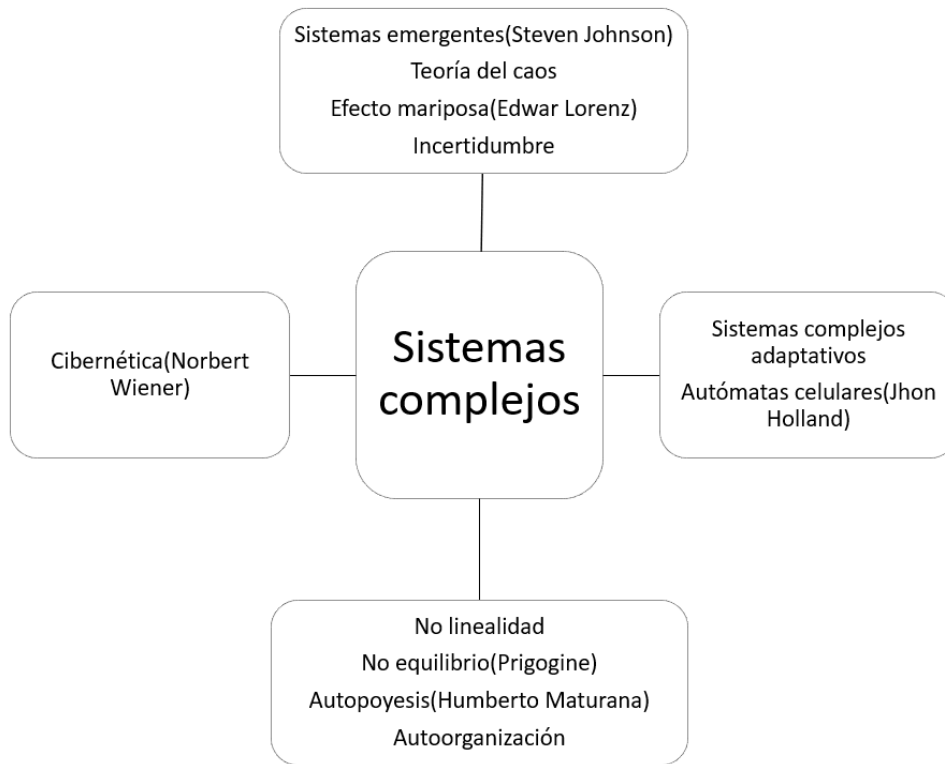 Sistemas emergentes(Steven Johnson)
Teoría del caos
Efecto mariposa(Edwar Lorenz)
Incertidumbre
Cibernética(Norbert
Wiener)
Sistemas
complejos
Sistemas complejos
adaptativos
Autómatas celulares(Jhon
Holland)
No linealidad
No equilibrio(Prigogine)
Autopoyesis(Humberto Maturana)
Autoorganización